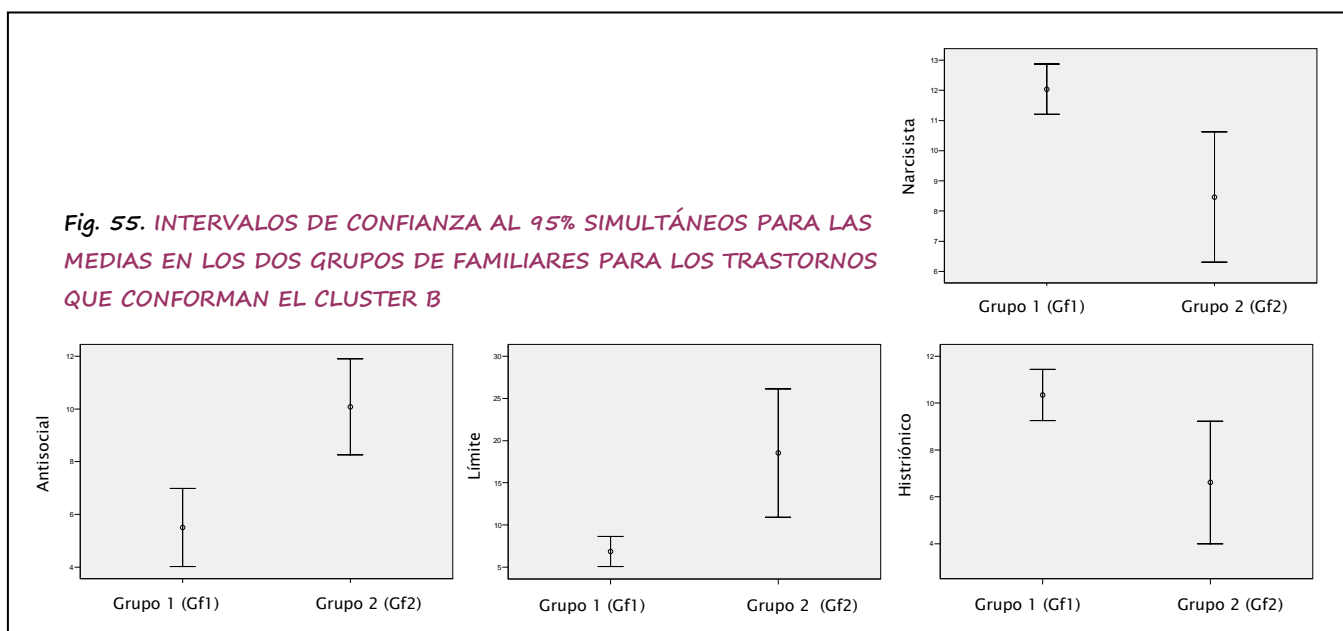 Fig. 55. INTERVALOS DE CONFIANZA AL 95% SIMULTÁNEOS PARA LAS
MEDIAS EN LOS DOS GRUPOS DE FAMILIARES PARA LOS TRASTORNOS
QUE CONFORMAN EL CLUSTER B
Narcisista
13
12
11
10
9
8
7
6
Grupo 1 (Gf1) Grupo 2 (Gf2)
Antisocial
12
10
8
6
4
Grupo 1 (Gf1) Grupo 2 (Gf2)
Límite
30
25
20
15
10
5
Grupo 1 (Gf1) Grupo 2 (Gf2)
Histriónico
12
10
8
6
4
Grupo 1 (Gf1) Grupo 2 (Gf2)